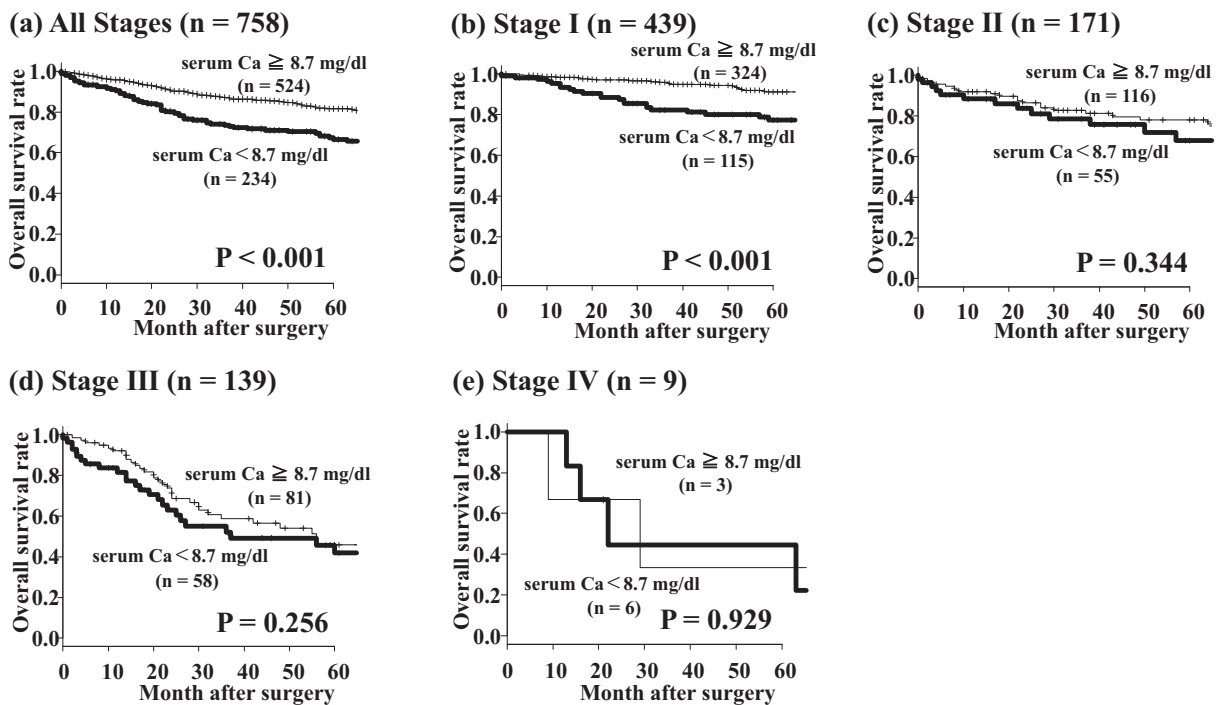 (a) All Stages (n = 758)
Overall survival rate
1.0
0.8
0.6
0.4
0.2
0.0
serum Ca ≧ 8.7 mg/dl
(n = 524)
serum Ca < 8.7 mg/dl
(n = 234)
P < 0.001
0 10 20 30 40 50 60
Month after surgery
(b) Stage I (n = 439)
Overall survival rate
1.0
0.8
0.6
0.4
0.2
0.0
serum Ca ≧ 8.7 mg/dl
(n = 324)
serum Ca < 8.7 mg/dl
(n = 115)
P < 0.001
0 10 20 30 40 50 60
Month after surgery
(c) Stage II (n = 171)
Overall survival rate
1.0
0.8
0.6
0.4
0.2
0.0
serum Ca ≧ 8.7 mg/dl
(n = 116)
serum Ca < 8.7 mg/dl
(n = 55)
P = 0.344
0 10 20 30 40 50 60
Month after surgery
(d) Stage III (n = 139)
Overall survival rate
1.0
0.8
0.6
0.4
0.2
0.0
serum Ca ≧ 8.7 mg/dl
(n = 81)
serum Ca < 8.7 mg/dl
(n = 58)
P = 0.256
0 10 20 30 40 50 60
Month after surgery
(e) Stage IV (n = 9)
Overall survival rate
1.0
0.8
0.6
0.4
0.2
0.0
serum Ca ≧ 8.7 mg/dl
(n = 3)
serum Ca < 8.7 mg/dl
(n = 6)
P = 0.929
0 10 20 30 40 50 60
Month after surgery